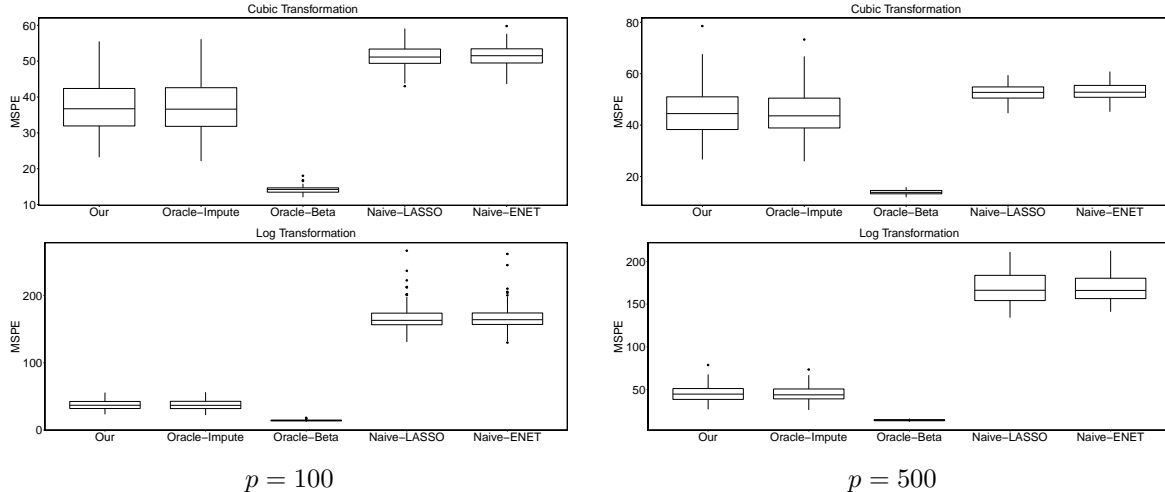 Cubic Transformation
60
50
40
30
20
10
MSPE
Our Oracle−Impute Oracle−Beta Naive−LASSO Naive−ENET
Log Transformation
200
100
0
MSPE
Our Oracle−Impute Oracle−Beta Naive−LASSO Naive−ENET
p = 100
Cubic Transformation
80
60
40
20
MSPE
Our Oracle−Impute Oracle−Beta Naive−LASSO Naive−ENET
Log Transformation
200
150
100
50
MSPE
Our Oracle−Impute Oracle−Beta Naive−LASSO Naive−ENET
p = 500